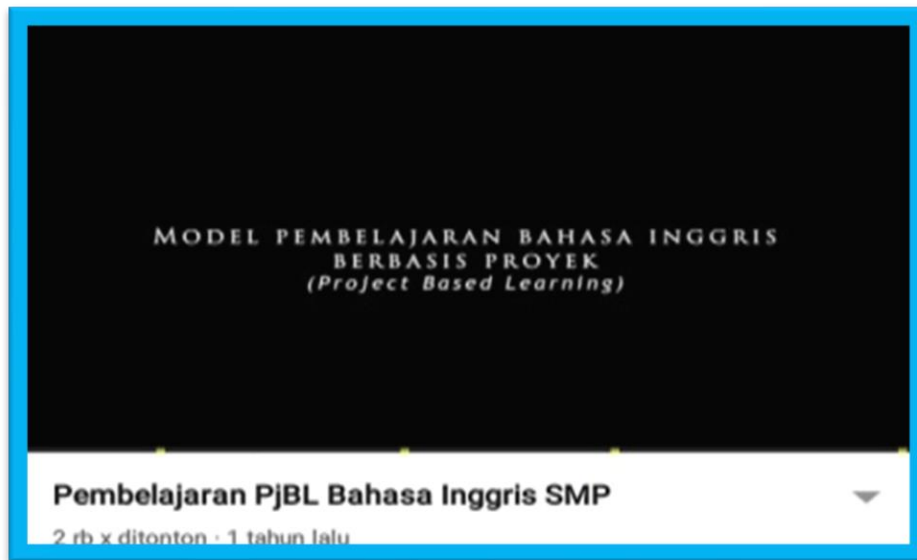 MODEL PEMBELAJARAN BAHASA INGGRIS
BERBASIS PROYEK
(Project Based Learning)
Pembelajaran PjBL Bahasa Inggris SMP
2 rb x ditonton · 1 tahun lalu